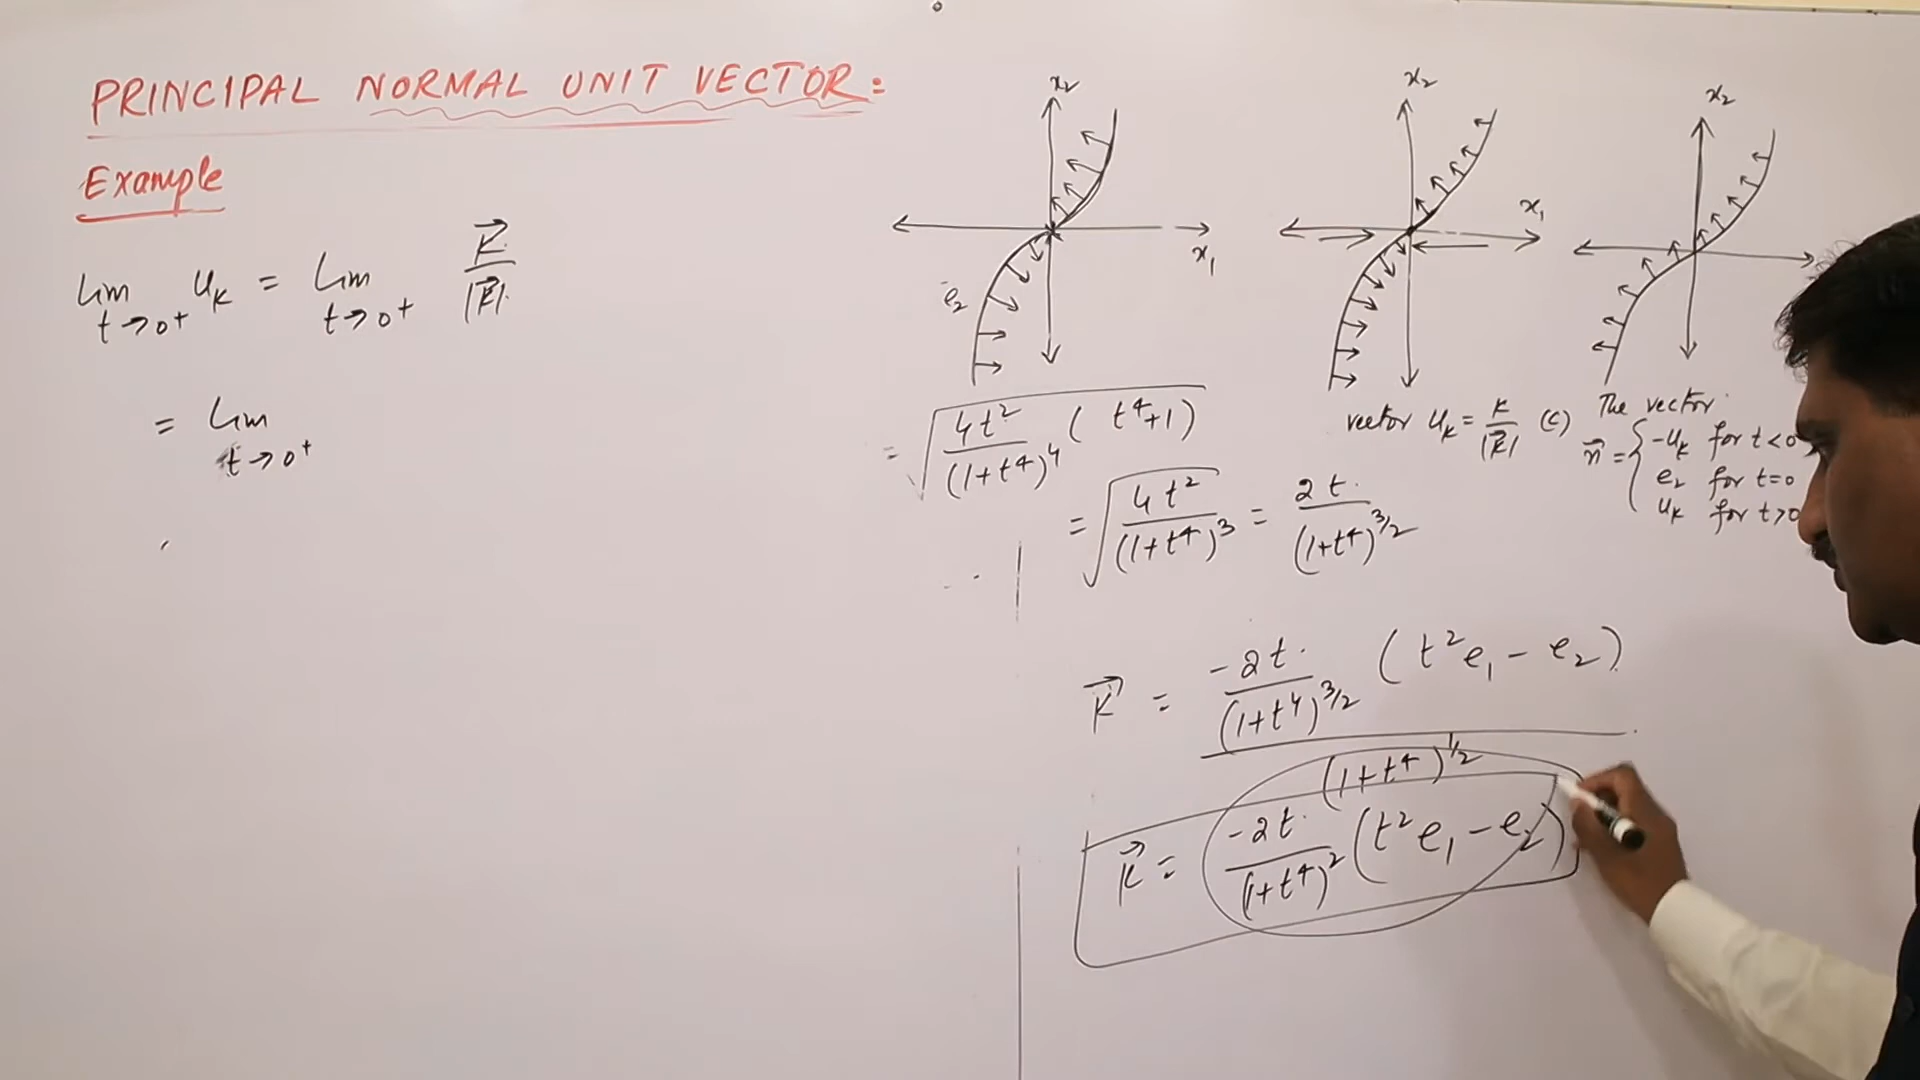 PRINCIPAL NORMAL UNIT VECTOR:
Example
lim t→0+ u_k = lim t→0+ k⃗/|k⃗|
= lim t→0+
x₂
x₁
e₂
x₂
x₁
x₂
= √(4t²/(1+t⁴)⁴ (t⁴+1))
= √(4t²/(1+t⁴)³) = 2t/(1+t⁴)^3/2
vector u_k = k/|k⃗| (c) The vector
n⃗ = { -u_k for t<0
e₂ for t=0
u_k for t>0
k⃗ = -2t/(1+t⁴)^3/2 (t²e₁ - e₂)
(1+t⁴)^1/2
k⃗ = -2t/(1+t⁴)² (t²e₁ - e₂)